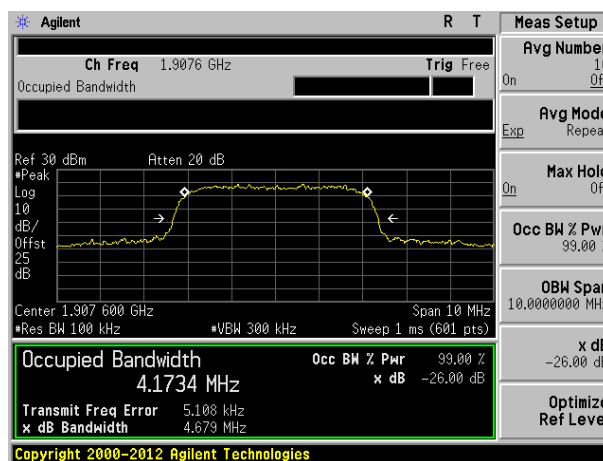 Agilent R T
Ch Freq 1.9076 GHz Trig Free
Occupied Bandwidth
Ref 30 dBm Atten 20 dB
#Peak
Log
10
dB/
Offst
25
dB
Center 1.907 600 GHz Span 10 MHz
#Res BW 100 kHz #VBW 300 kHz Sweep 1 ms (601 pts)
Occupied Bandwidth Occ BW % Pwr 99.00 %
4.1734 MHz x dB -26.00 dB
Transmit Freq Error 5.108 kHz
x dB Bandwidth 4.679 MHz
Copyright 2000-2012 Agilent Technologies
Meas Setup
Avg Number
On
Avg Mode
Exp Repea
Max Hold
On Of
Occ BW % Pwr
99.00
OBW Span
10.0000000 MH
x dB
-26.00 dB
Optimize
Ref Leve